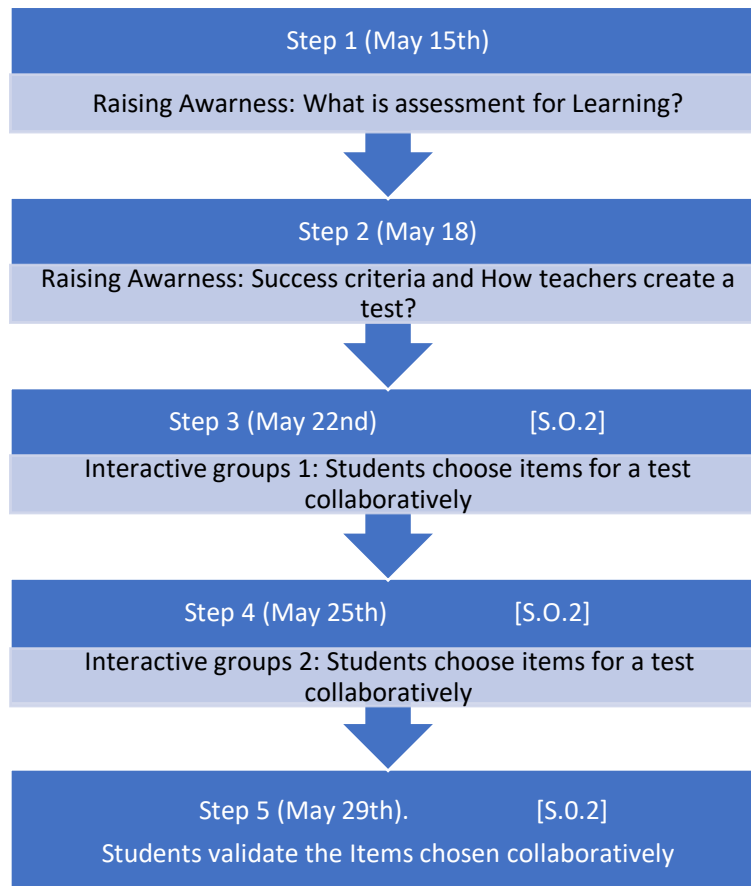 Step 1 (May 15th)
Raising Awarness: What is assessment for Learning?
Step 2 (May 18)
Raising Awarness: Success criteria and How teachers create a
test?
Step 3 (May 22nd) [S.O.2]
Interactive groups 1: Students choose items for a test
collaboratively
Step 4 (May 25th) [S.O.2]
Interactive groups 2: Students choose items for a test
collaboratively
Step 5 (May 29th). [S.0.2]
Students validate the Items chosen collaboratively